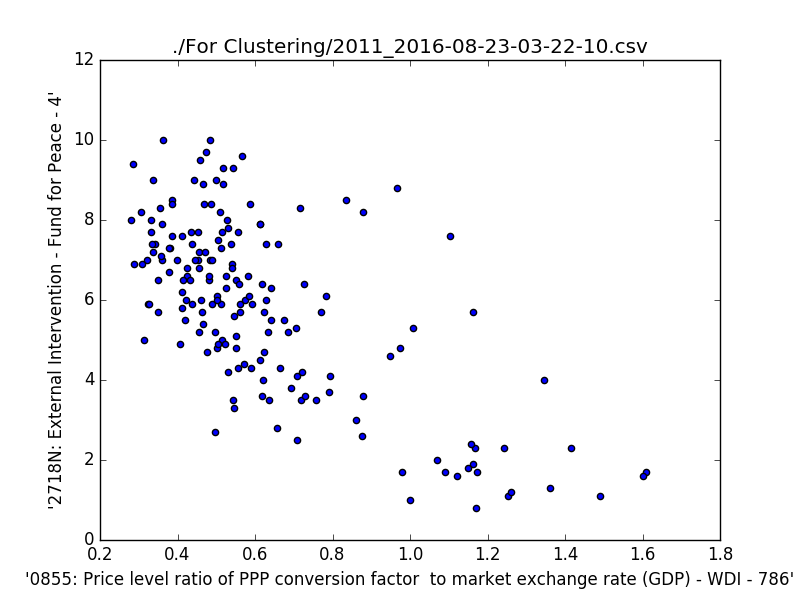 ./For Clustering/2011_2016-08-23-03-22-10.csv
12
10
8
6
4
2
0
'2718N: External Intervention - Fund for Peace - 4'
0.2 0.4 0.6 0.8 1.0 1.2 1.4 1.6 1.8
'0855: Price level ratio of PPP conversion factor  to market exchange rate (GDP) - WDI - 786'